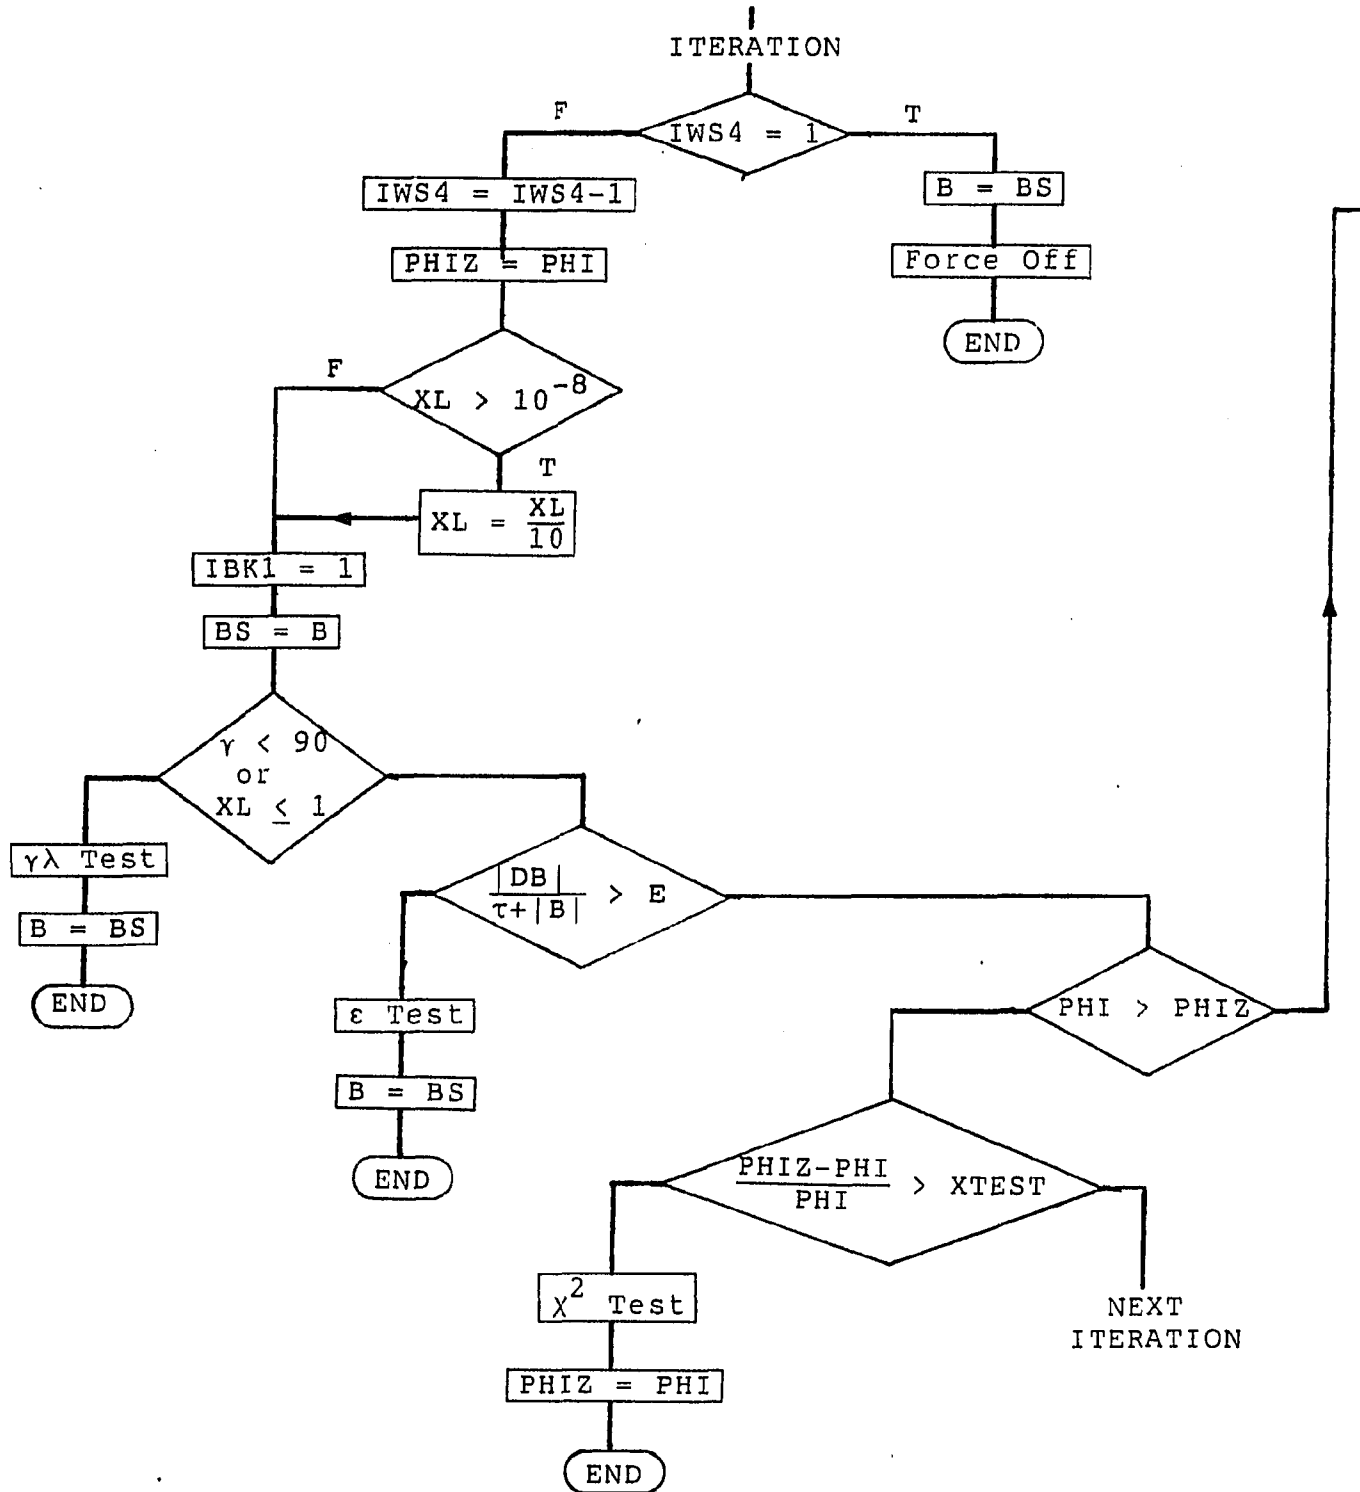 ITERATION
F
IWS4 = 1
T
IWS4 = IWS4-1
B = BS
PHIZ = PHI
Force Off
END
F
XL > 10^-8
T
XL = XL/10
IBK1 = 1
BS = B
γ < 90
or
XL ≤ 1
γλ Test
B = BS
END
|DB|/τ+|B| > E
ε Test
B = BS
END
PHI > PHIZ
PHIZ-PHI/PHI > XTEST
χ² Test
PHIZ = PHI
END
NEXT
ITERATION